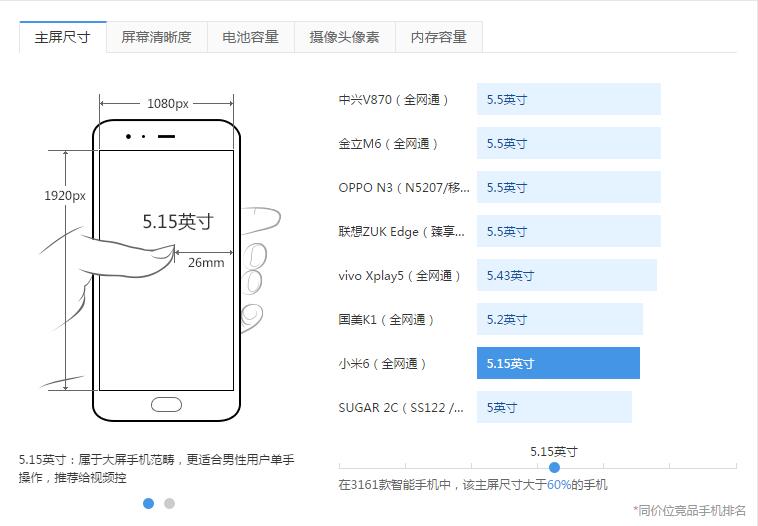 主屏尺寸 屏幕清晰度 电池容量 摄像头像素 内存容量
1080px
1920px
5.15英寸
26mm
5.15英寸：属于大屏手机范畴，更适合男性用户单手
操作，推荐给视频控
中兴V870（全网通） 5.5英寸
金立M6（全网通） 5.5英寸
OPPO N3（N5207/移... 5.5英寸
联想ZUK Edge（臻享... 5.5英寸
vivo Xplay5（全网通） 5.43英寸
国美K1（全网通） 5.2英寸
小米6（全网通） 5.15英寸
SUGAR 2C（SS122 /... 5英寸
5.15英寸
在3161款智能手机中，该主屏尺寸大于60%的手机
*同价位竞品手机排名